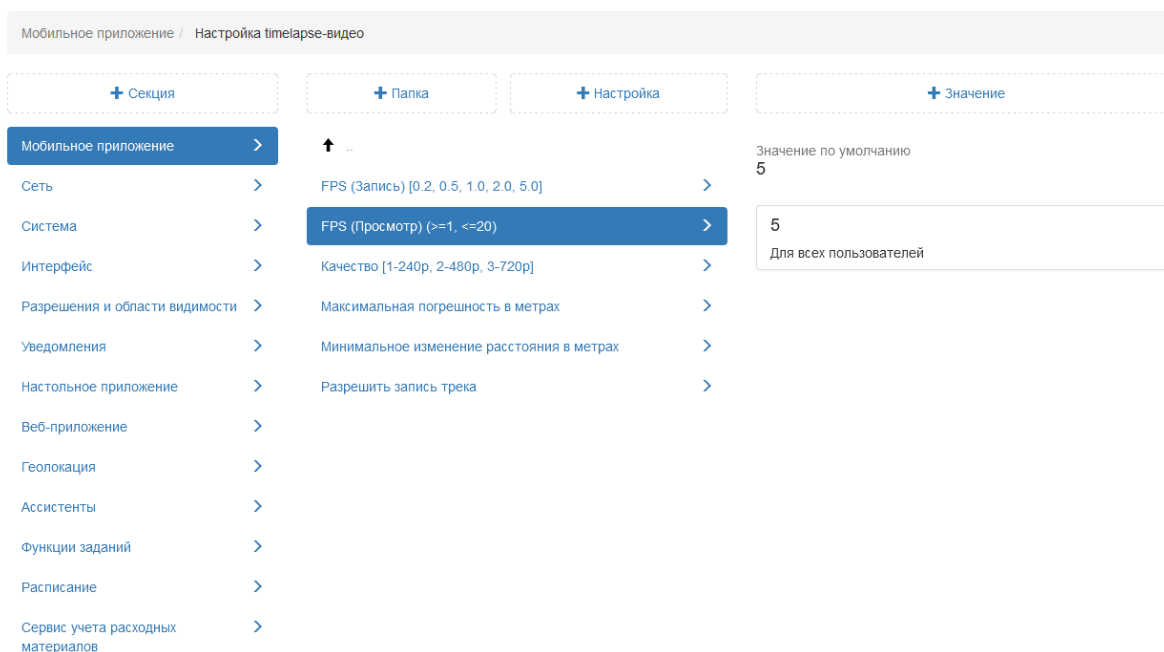 Мобильное приложение / Настройка timelapse-видео
+ Секция
+ Папка
+ Настройка
+ Значение
Мобильное приложение
Сеть
Система
Интерфейс
Разрешения и области видимости
Уведомления
Настольное приложение
Веб-приложение
Геолокация
Ассистенты
Функции заданий
Расписание
Сервис учета расходных
материалов
..
FPS (Запись) [0.2, 0.5, 1.0, 2.0, 5.0]
FPS (Просмотр) (>=1, <=20)
Качество [1-240p, 2-480p, 3-720p]
Максимальная погрешность в метрах
Минимальное изменение расстояния в метрах
Разрешить запись трека
Значение по умолчанию
5
5
Для всех пользователей